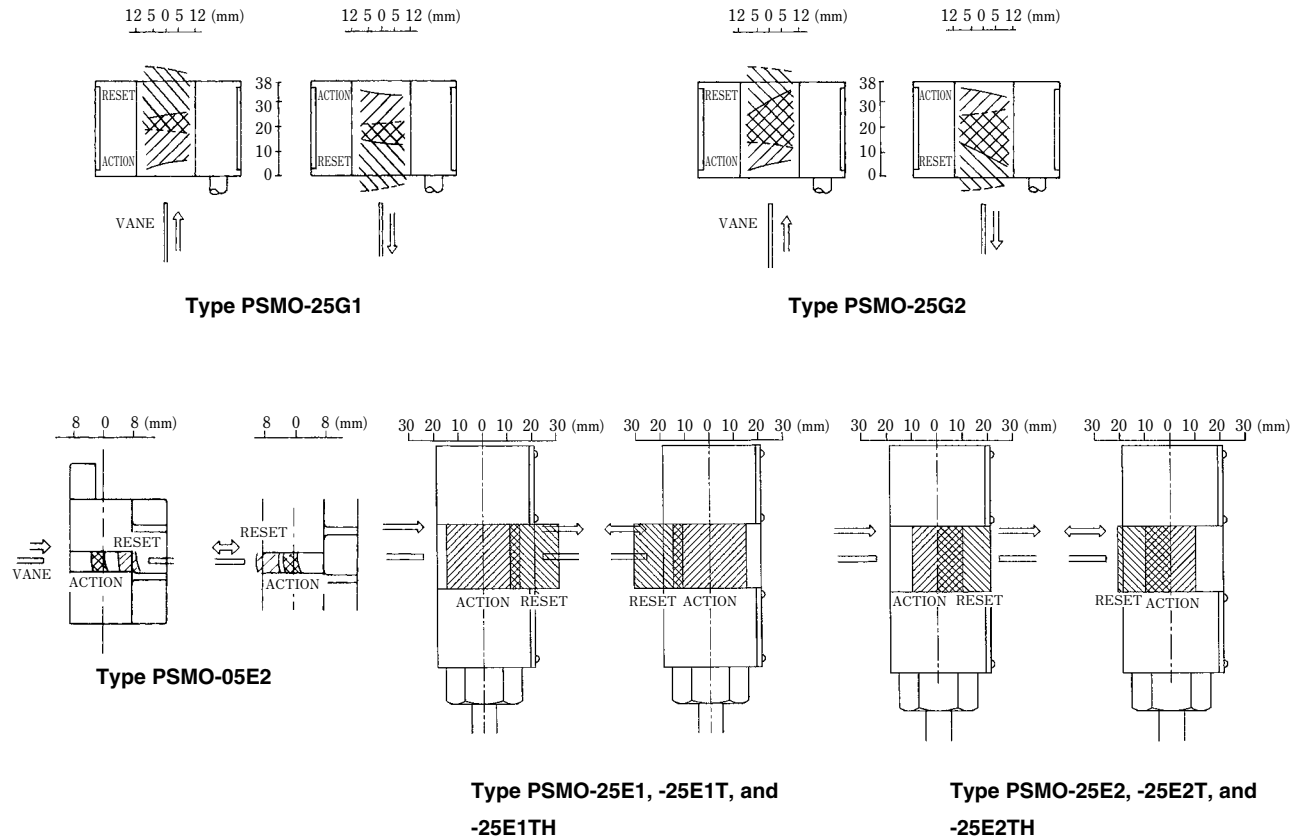 12 5 0 5 12 (mm)
12 5 0 5 12 (mm)
RESET
ACTION
38
30
20
10
0
ACTION
RESET
VANE
Type PSMO-25G1
12 5 0 5 12 (mm)
12 5 0 5 12 (mm)
RESET
ACTION
38
30
20
10
0
ACTION
RESET
VANE
Type PSMO-25G2
8 0 8 (mm)
8 0 8 (mm)
RESET
VANE
ACTION
RESET
ACTION
Type PSMO-05E2
30 20 10 0 10 20 30 (mm)
30 20 10 0 10 20 30 (mm)
ACTION RESET
RESET ACTION
Type PSMO-25E1, -25E1T, and
-25E1TH
30 20 10 0 10 20 30 (mm)
30 20 10 0 10 20 30 (mm)
ACTION RESET
RESET ACTION
Type PSMO-25E2, -25E2T, and
-25E2TH